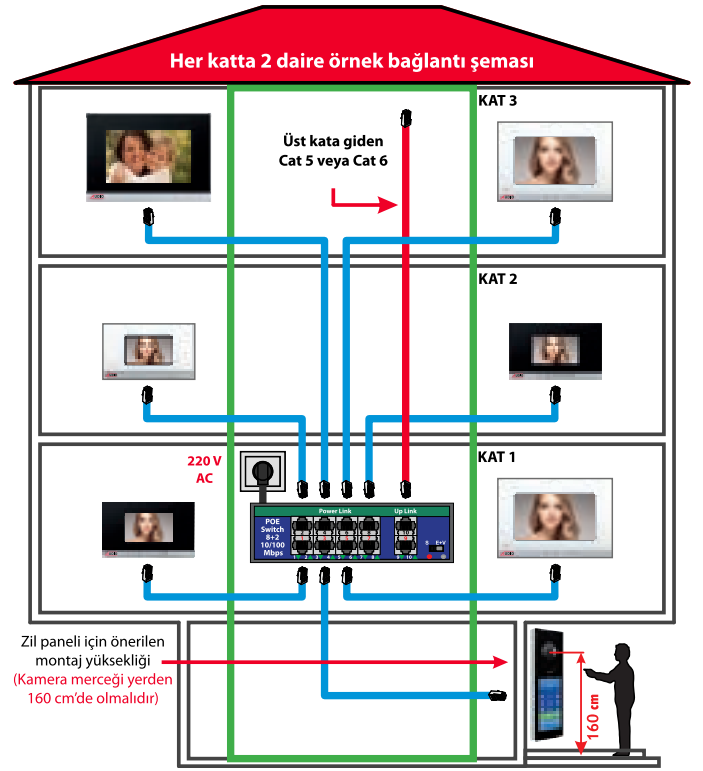 Her katta 2 daire örnek bağlantı şeması
KAT 3
Üst kata giden
Cat 5 veya Cat 6
KAT 2
KAT 1
220 V
AC
Power Link
Up Link
POE
Switch
8+2
10/100
Mbps
Zil paneli için önerilen
montaj yüksekliği
(Kamera merceği yerden
160 cm’de olmalıdır)
160 cm